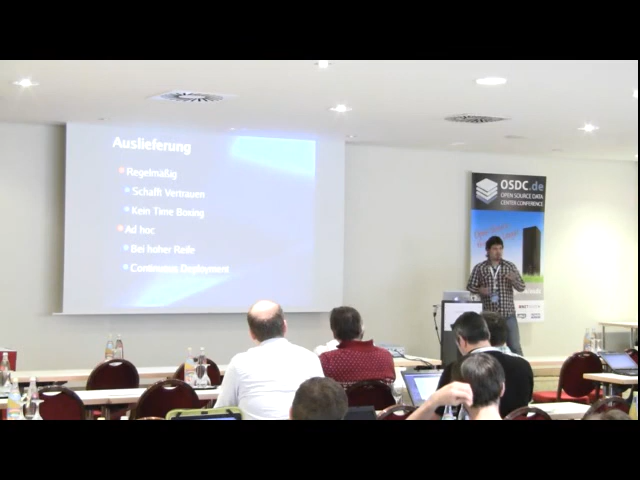 Auslieferung
Regelmäßig
Schafft Vertrauen
Kein Time Boxing
Ad hoc
Bei hoher Reife
Continuous Deployment
OSDC.de
OPEN SOURCE DATA
CENTER CONFERENCE